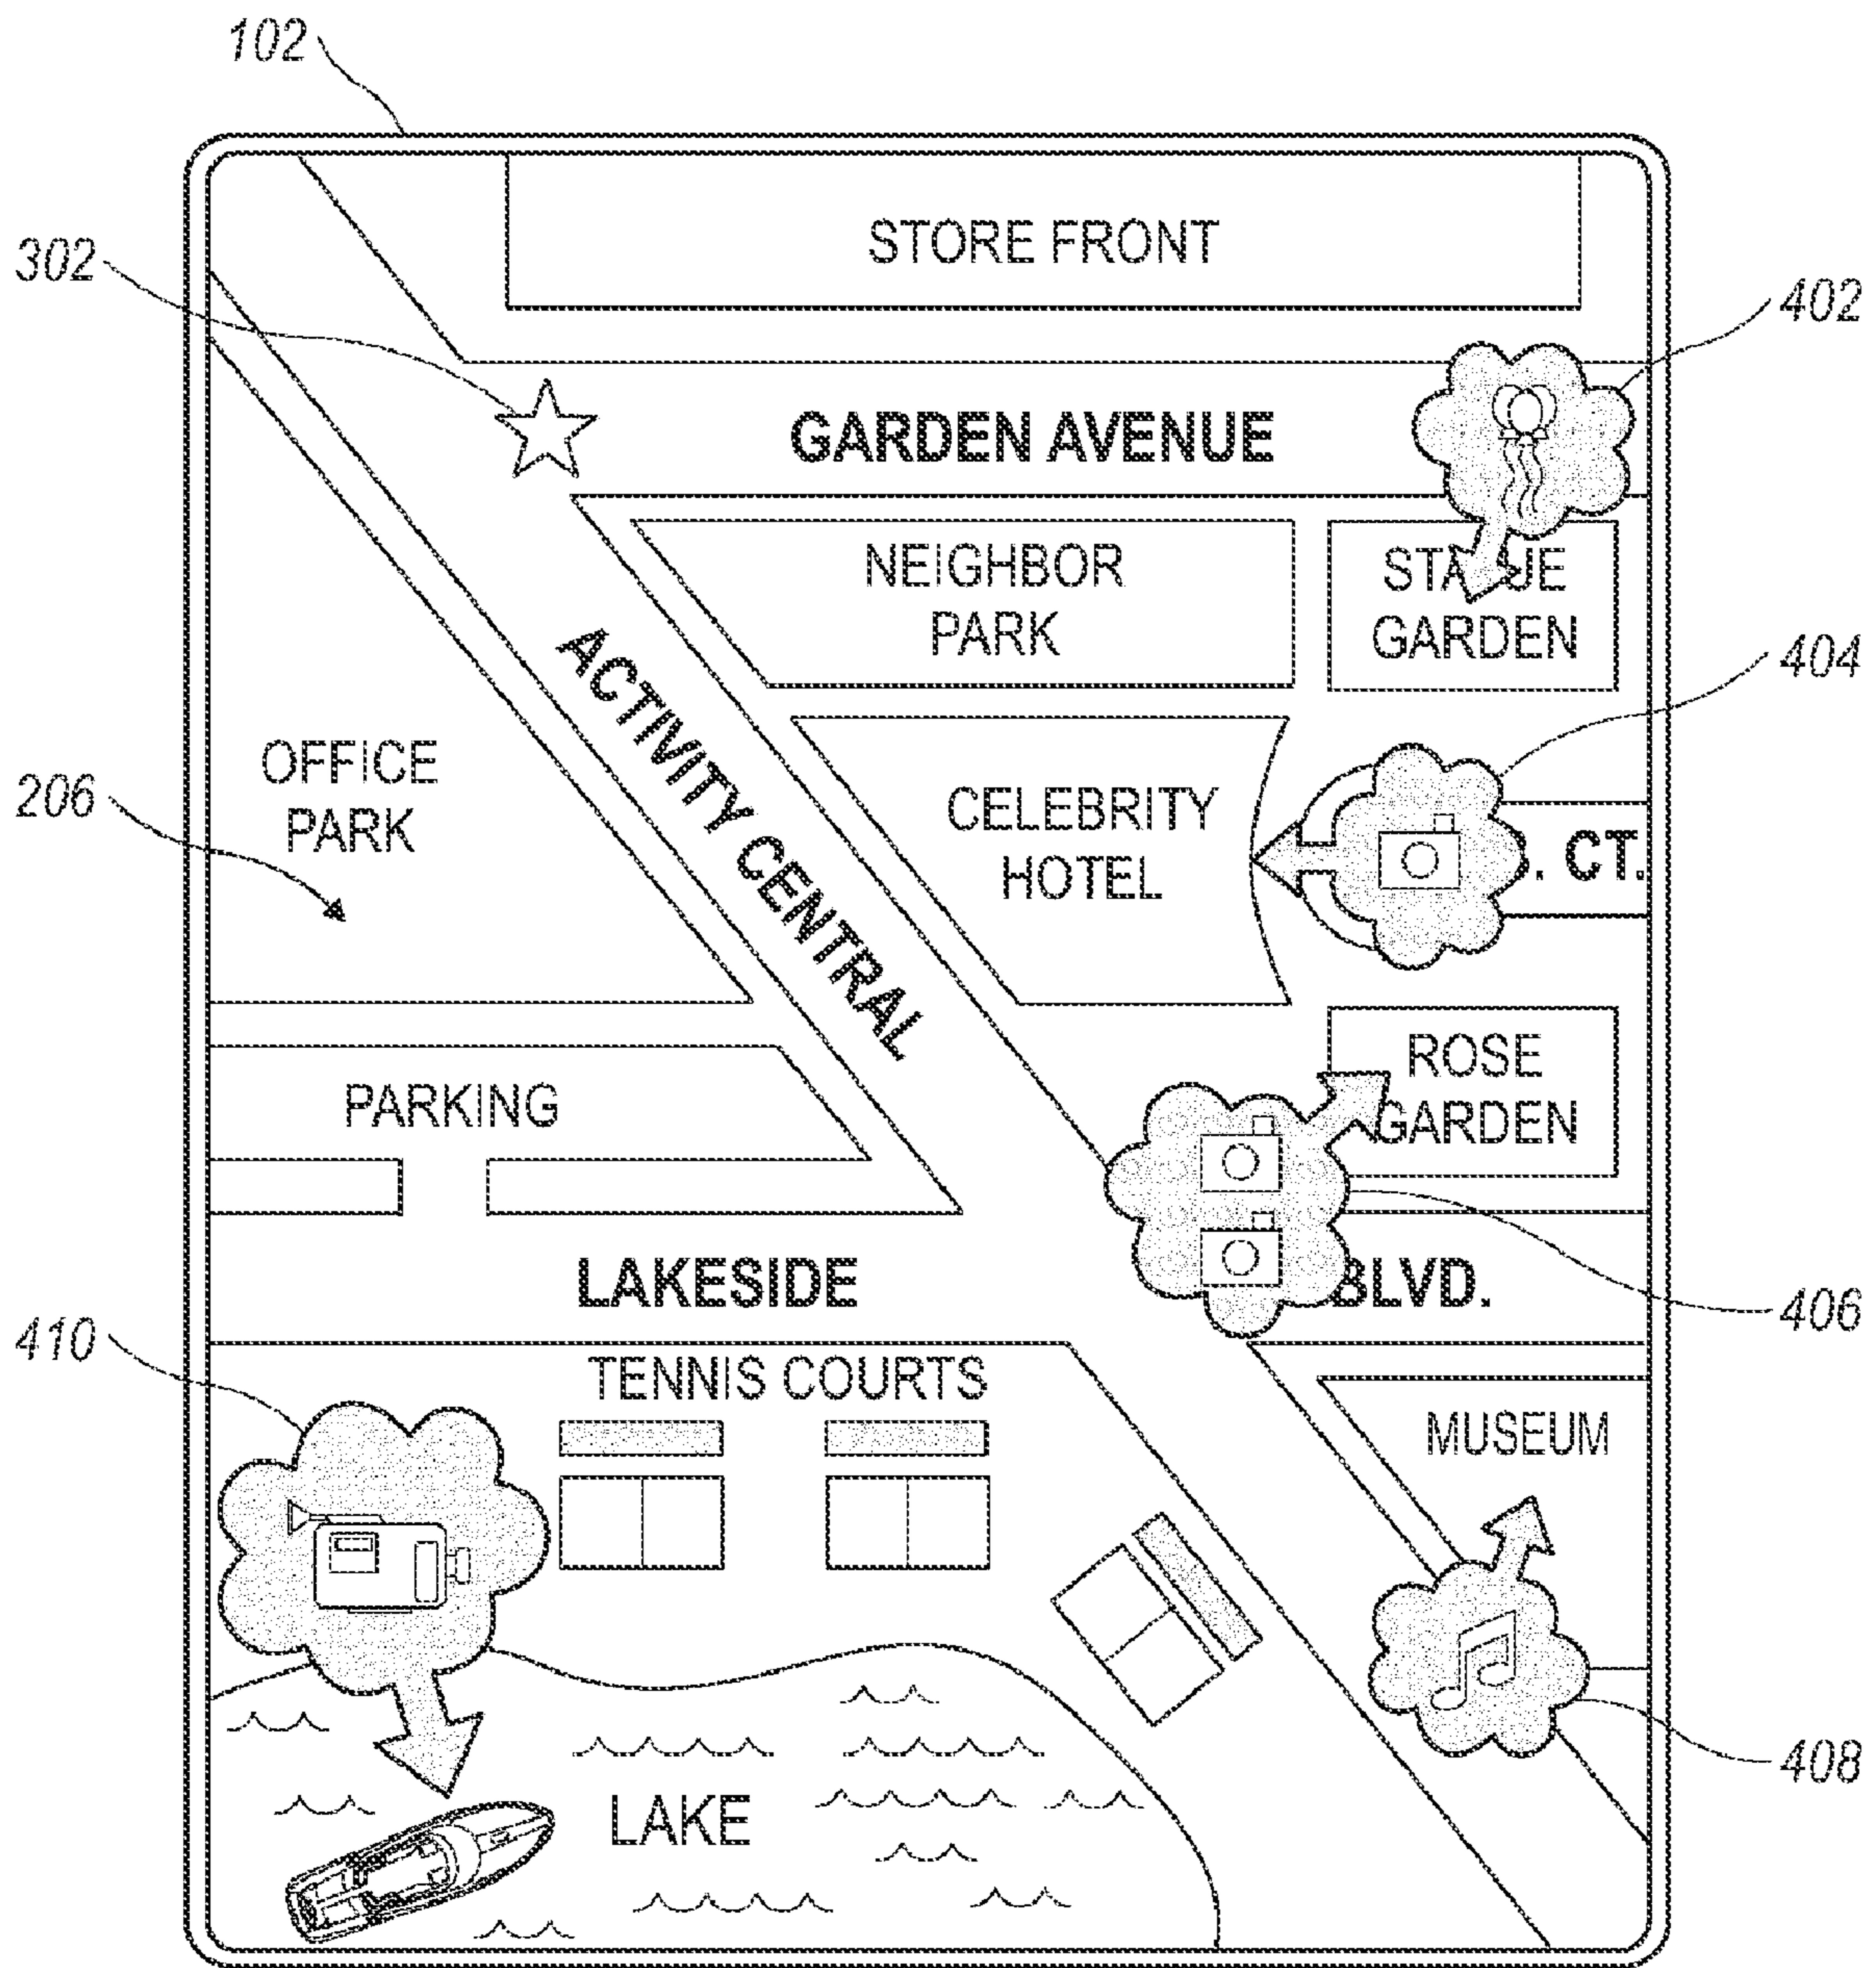 102
STORE FRONT
302
402
GARDEN AVENUE
NEIGHBOR
PARK
GARDEN
404
ACTIVITY CENTRAL
OFFICE
PARK
206
CELEBRITY
HOTEL
CT.
ROSE
GARDEN
PARKING
LAKESIDE
BLVD.
406
410
TENNIS COURTS
MUSEUM
408
LAKE